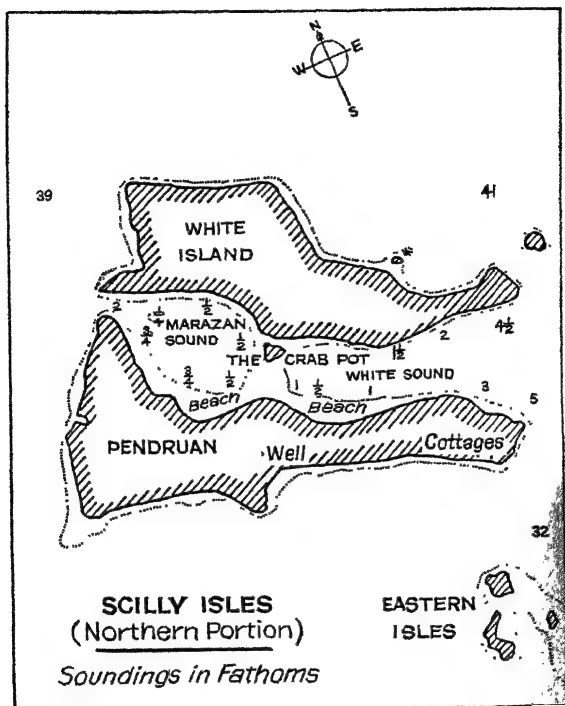 N
W E
S
39
41
WHITE
ISLAND
2 ¼ ½
MARAZAN
SOUND
¾ ½
THE CRAB POT
1½ 2 4½
WHITE SOUND
¾ ½
1 ½ 1 3 5
Beach
Beach
PENDRUAN
Well
Cottages
32
SCILLY ISLES
(Northern Portion)
Soundings in Fathoms
EASTERN
ISLES